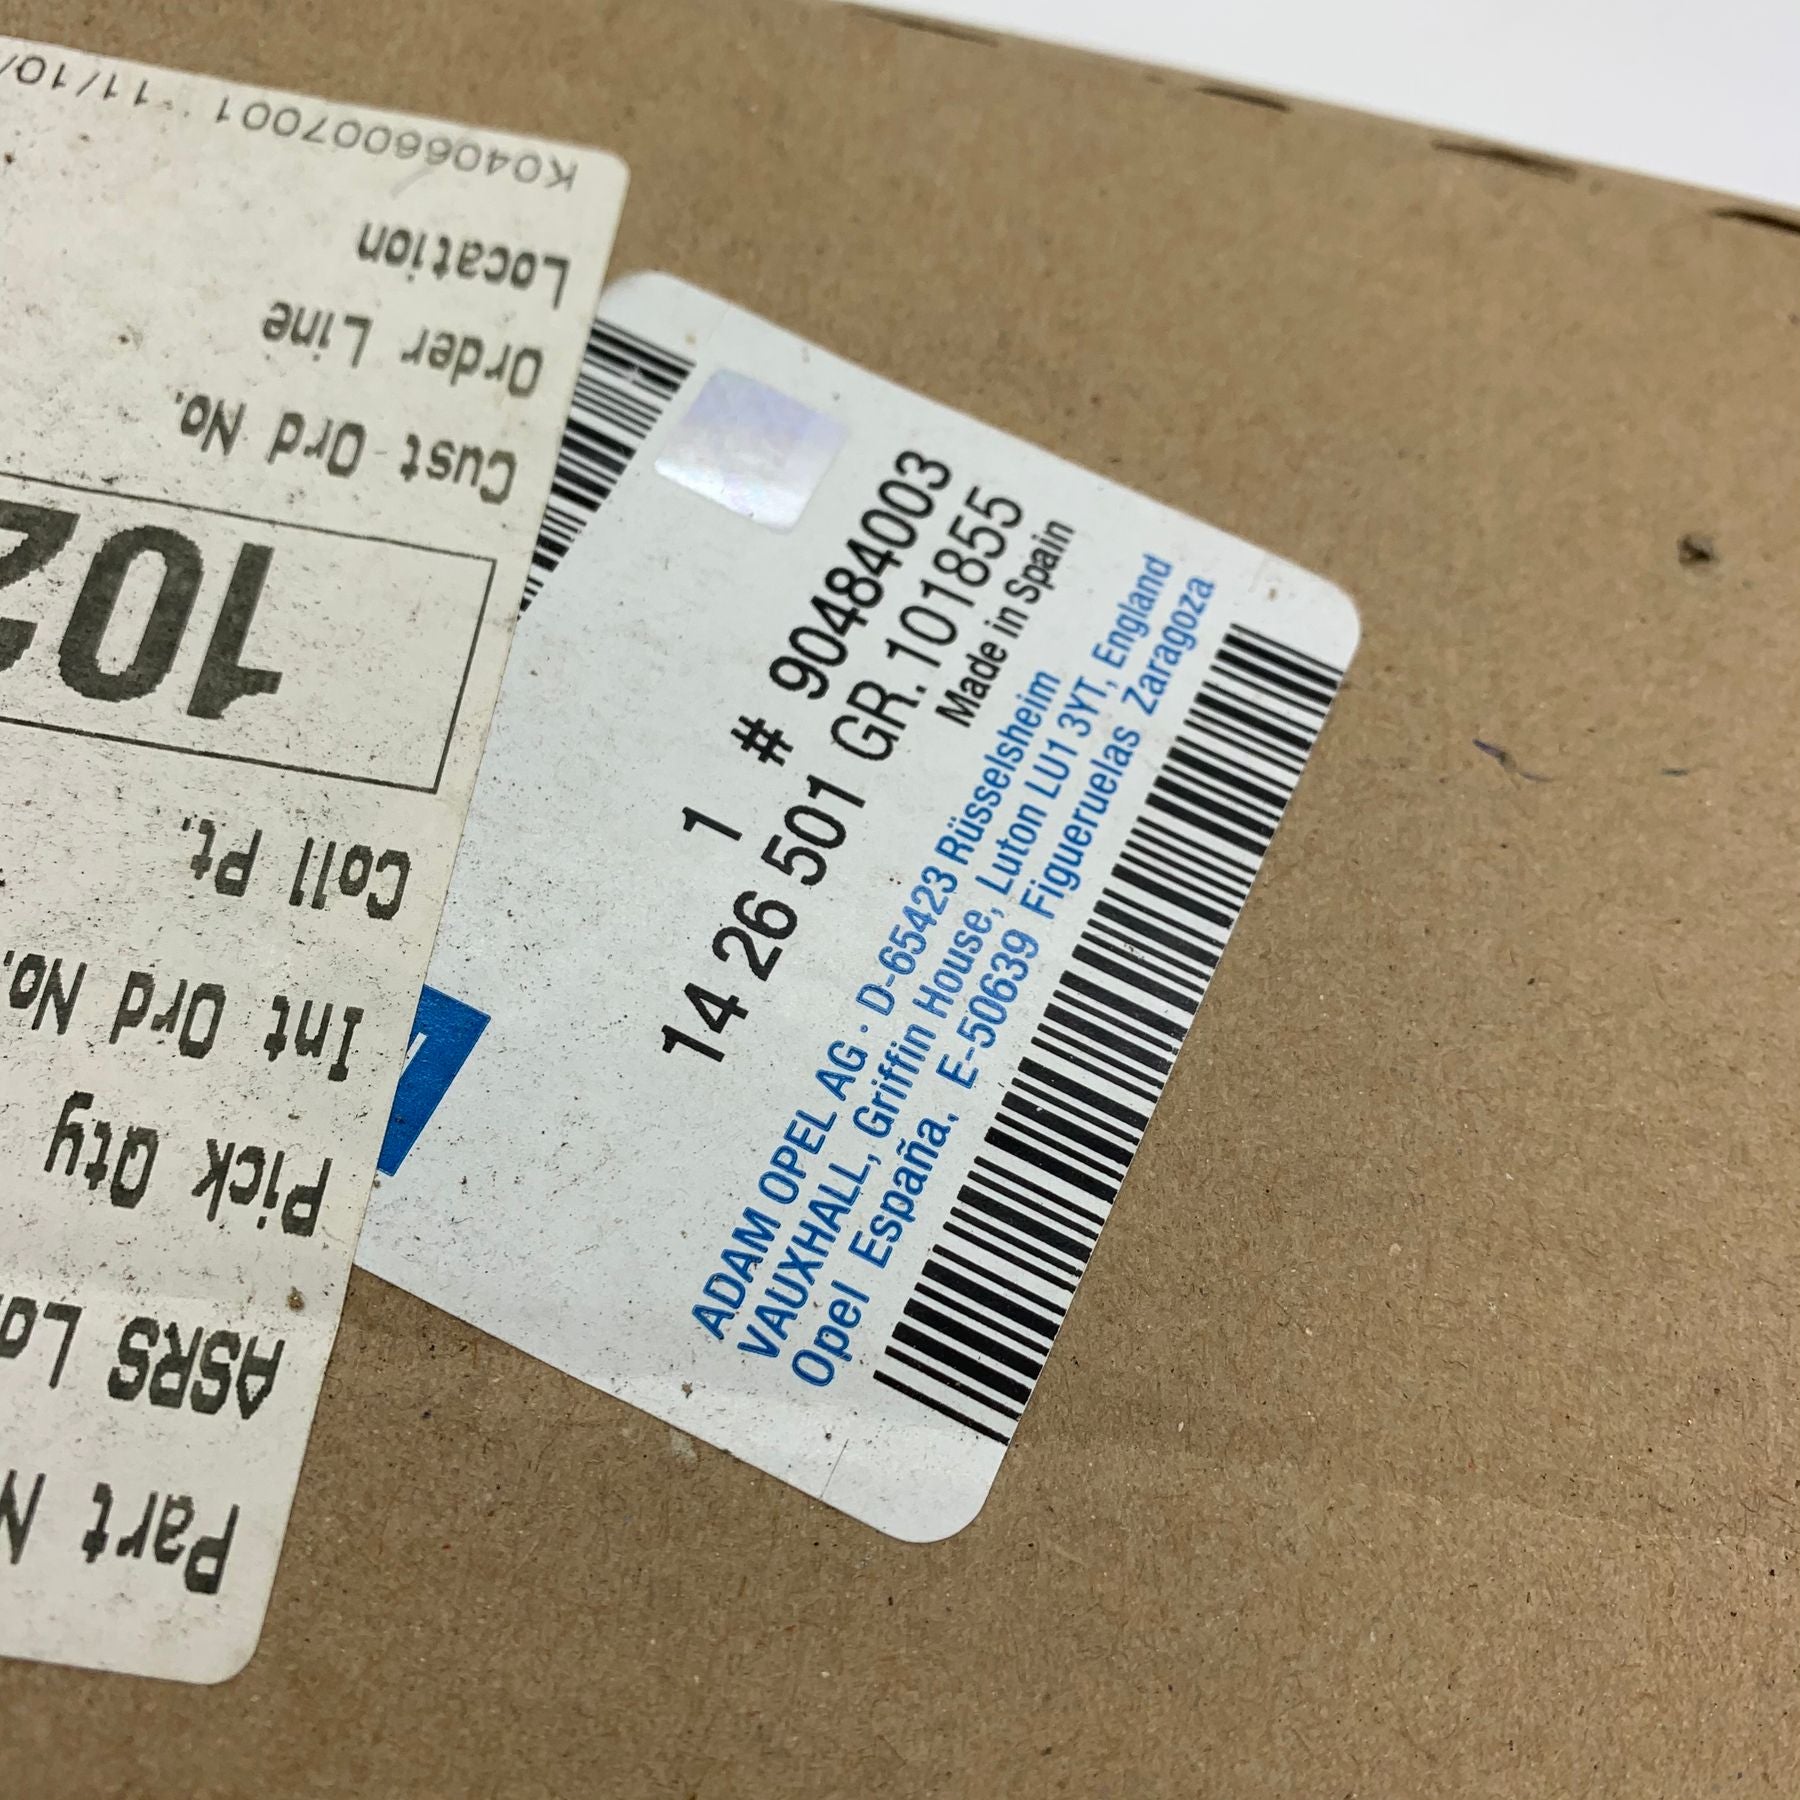 1 # 90484003
14 26 501 GR. 101855
Made in Spain
ADAM OPEL AG · D-65423 Rüsselsheim
VAUXHALL, Griffin House, Luton LU1 3YT, England
Opel España. E-50639 Figueruelas Zaragoza
Part
ASRS
Pick Qty
Int Ord No.
Coll Pt.
Cust Ord No.
Order Line
Location
K04066007001 11/10/